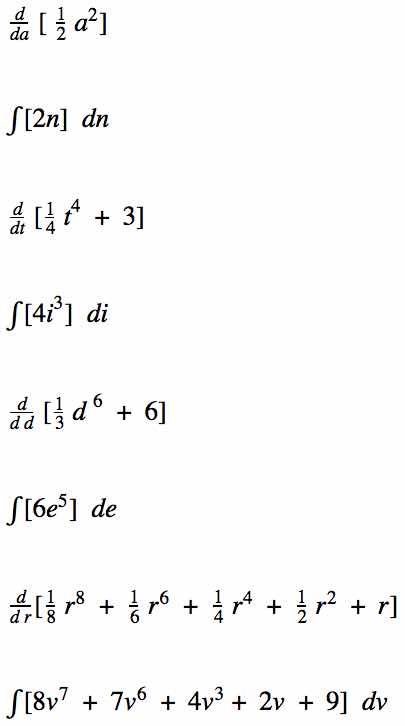 d/da [ 1/2 a²]
∫[2n] dn
d/dt [1/4 t⁴ + 3]
∫[4i³] di
d/dd [1/3 d⁶ + 6]
∫[6e⁵] de
d/dr[1/8 r⁸ + 1/6 r⁶ + 1/4 r⁴ + 1/2 r² + r]
∫[8v⁷ + 7v⁶ + 4v³ + 2v + 9] dv